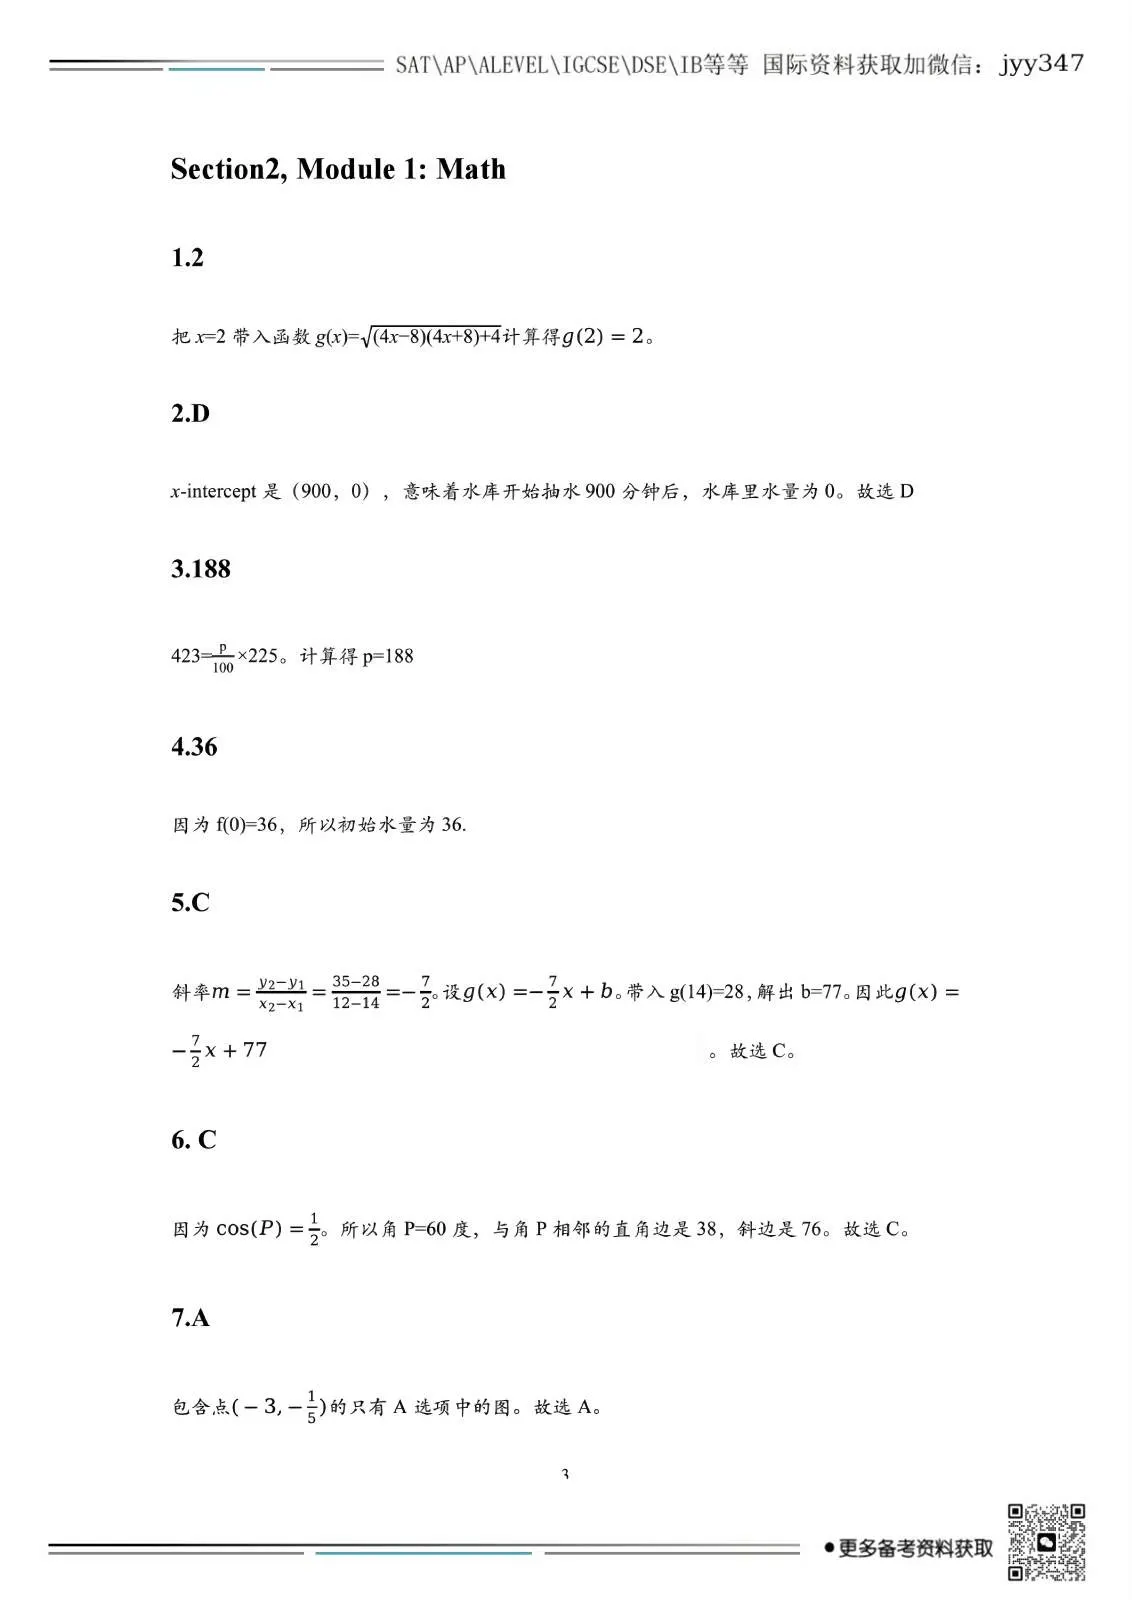 SAT\AP\ALEVEL\IGCSE\DSE\IB等等 国际资料获取加微信：jyy347
Section2, Module 1: Math
1.2
把 x=2 带入函数 g(x)=√(4x−8)(4x+8)+4计算得g(2) = 2。
2.D
x-intercept 是（900，0），意味着水库开始抽水 900 分钟后，水库里水量为 0。故选 D
3.188
423=p/100×225。计算得 p=188
4.36
因为 f(0)=36，所以初始水量为 36.
5.C
斜率m = y₂−y₁/x₂−x₁ = 35−28/12−14 =−7/2。设g(x) =−7/2x + b。带入 g(14)=28，解出 b=77。因此g(x) =
−7/2x + 77 。故选 C。
6. C
因为 cos(P) = 1/2。所以角 P=60 度，与角 P 相邻的直角边是 38，斜边是 76。故选 C。
7.A
包含点(− 3, −1/5)的只有 A 选项中的图。故选 A。
3
●更多备考资料获取